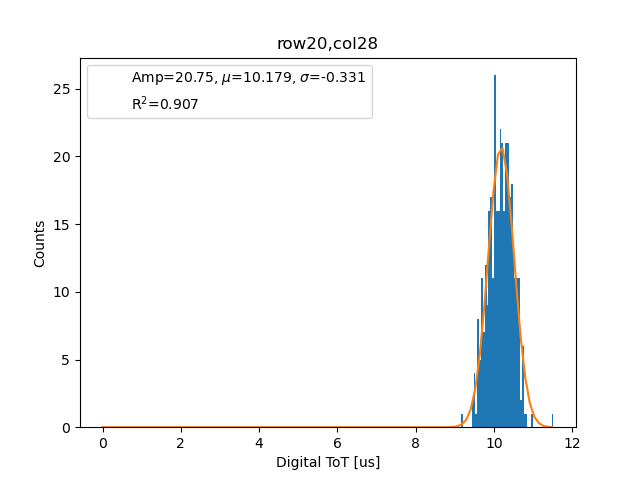 row20,col28
Amp=20.75, μ=10.179, σ=-0.331
R²=0.907
Counts
25
20
15
10
5
0
0 2 4 6 8 10 12
Digital ToT [us]